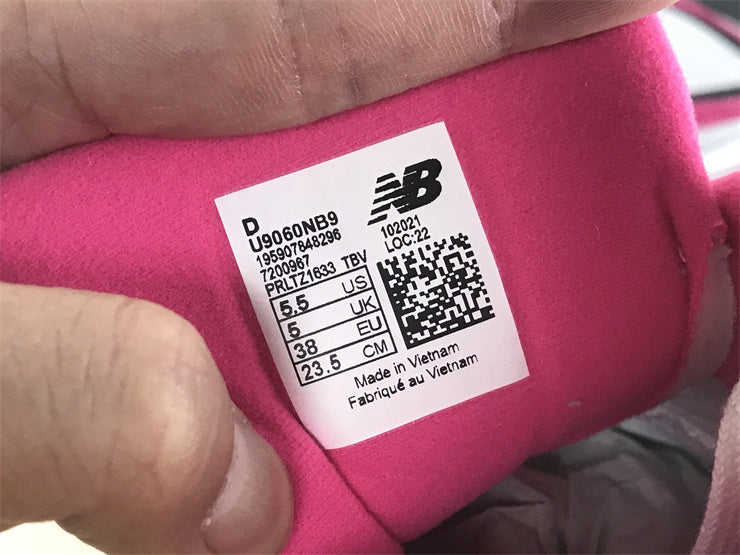 NB
D
U9060NB9
195907648296
7200967
PRLTZ1633 TBV
102021
LOC:22
5.5 US
5 UK
38 EU
23.5 CM
Made in Vietnam
Fabriqué au Vietnam